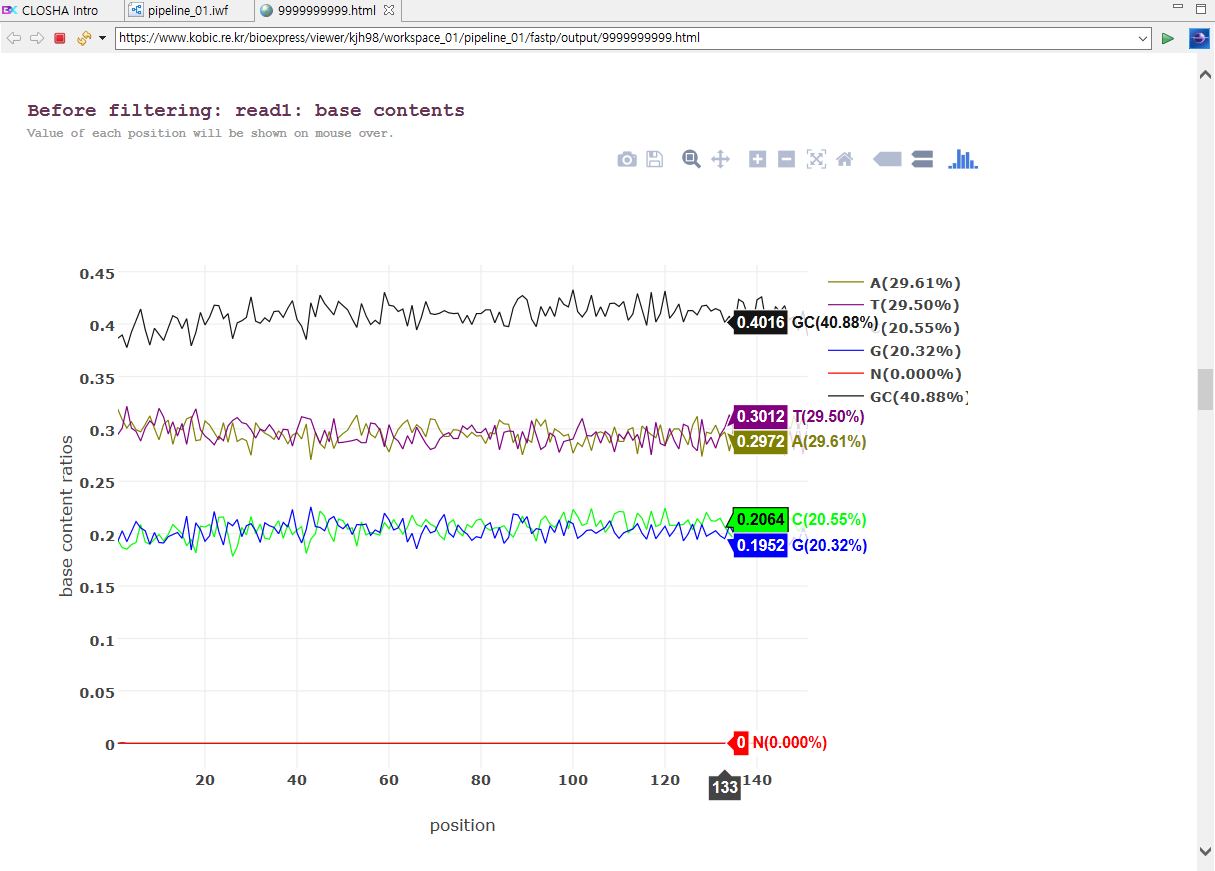 CLOSHA Intro
pipeline_01.iwf
9999999999.html
https://www.kobic.re.kr/bioexpress/viewer/kjh98/workspace_01/pipeline_01/fastp/output/9999999999.html
Before filtering: read1: base contents
Value of each position will be shown on mouse over.
0.45
0.4
0.35
0.3
0.25
0.2
0.15
0.1
0.05
0
base content ratios
A(29.61%)
T(29.50%)
(20.55%)
G(20.32%)
N(0.000%)
GC(40.88%)
0.4016 GC(40.88%)
0.3012 T(29.50%)
0.2972 A(29.61%)
0.2064 C(20.55%)
0.1952 G(20.32%)
0 N(0.000%)
20 40 60 80 100 120 133 140
position